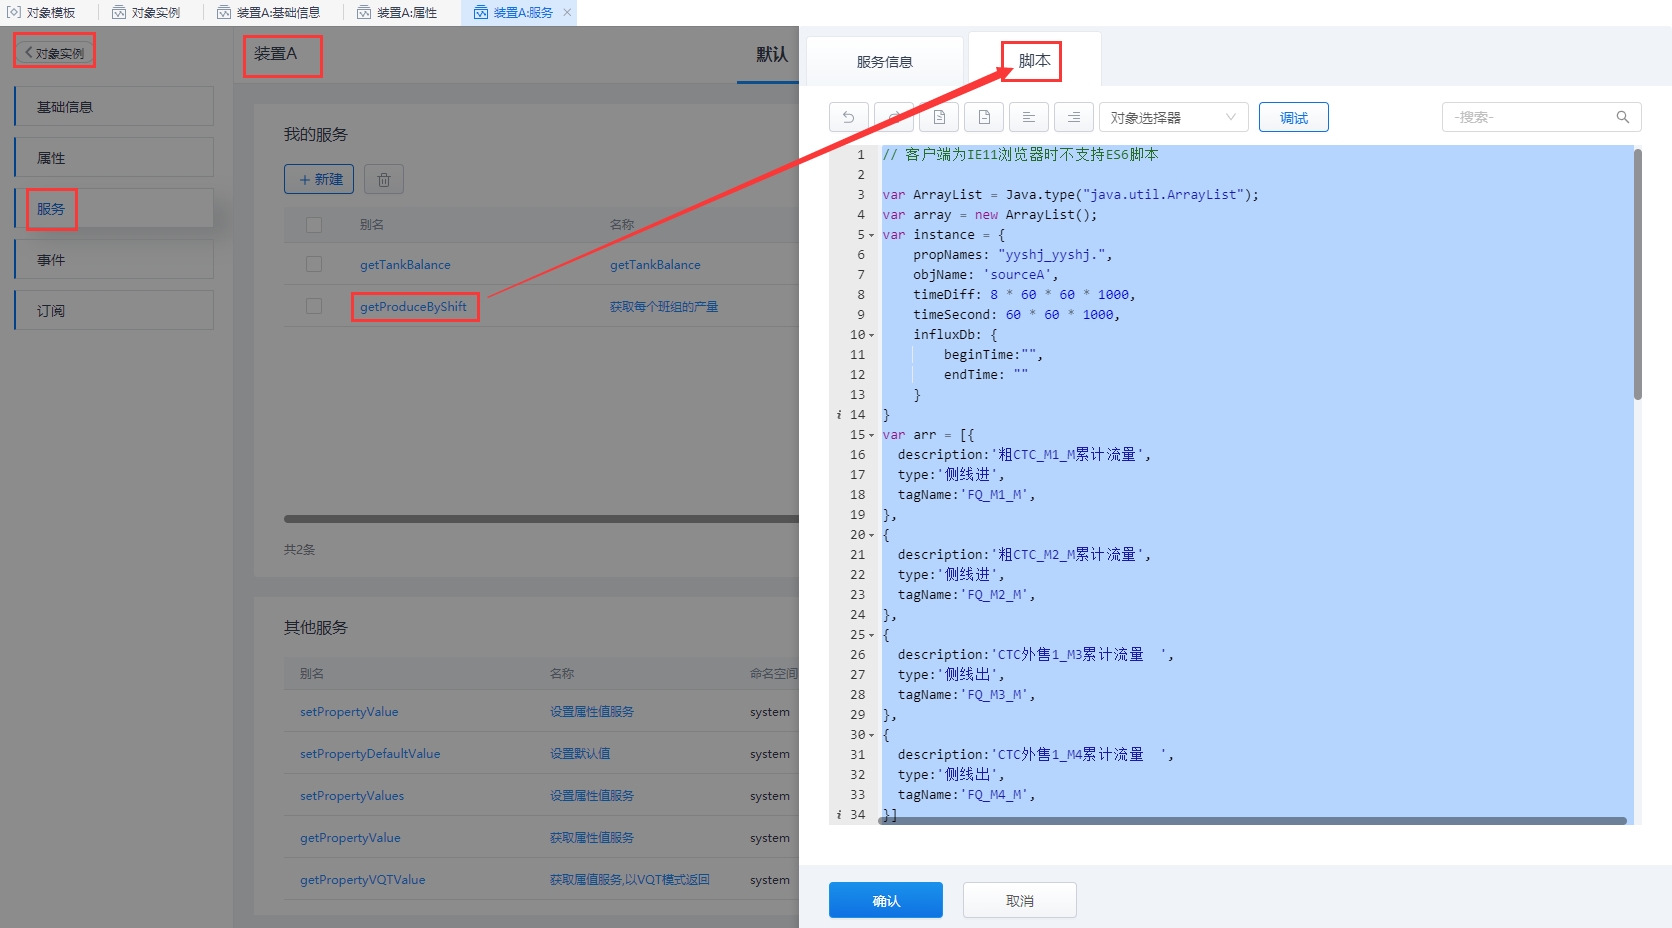 对象模板
对象实例
装置A:基础信息
装置A:属性
装置A:服务
对象实例
基础信息
属性
服务
事件
订阅
装置A
默认
我的服务
新建
别名 名称
getTankBalance getTankBalance
getProduceByShift 获取每个班组的产量
共2条
其他服务
别名 名称 命名空间
setPropertyValue 设置属性值服务 system
setPropertyDefaultValue 设置默认值 system
setPropertyValues 设置属性值服务 system
getPropertyValue 获取属性值服务 system
getPropertyVQTValue 获取属值服务,以VQT模式返回 system
服务信息
脚本
对象选择器
调试
-搜索-
1 // 客户端为IE11浏览器时不支持ES6脚本
2
3 var ArrayList = Java.type("java.util.ArrayList");
4 var array = new ArrayList();
5 var instance = {
6 propNames: "yyshj_yyshj.",
7 objName: 'sourceA',
8 timeDiff: 8 * 60 * 60 * 1000,
9 timeSecond: 60 * 60 * 1000,
10 influxDb: {
11 beginTime:"",
12 endTime: ""
13 }
i 14 }
15 var arr = [{
16 description:'粗CTC_M1_M累计流量',
17 type:'侧线进',
18 tagName:'FQ_M1_M',
19 },
20 {
21 description:'粗CTC_M2_M累计流量',
22 type:'侧线进',
23 tagName:'FQ_M2_M',
24 },
25 {
26 description:'CTC外售1_M3累计流量  ',
27 type:'侧线出',
28 tagName:'FQ_M3_M',
29 },
30 {
31 description:'CTC外售1_M4累计流量  ',
32 type:'侧线出',
33 tagName:'FQ_M4_M',
i 34 }]
确认
取消